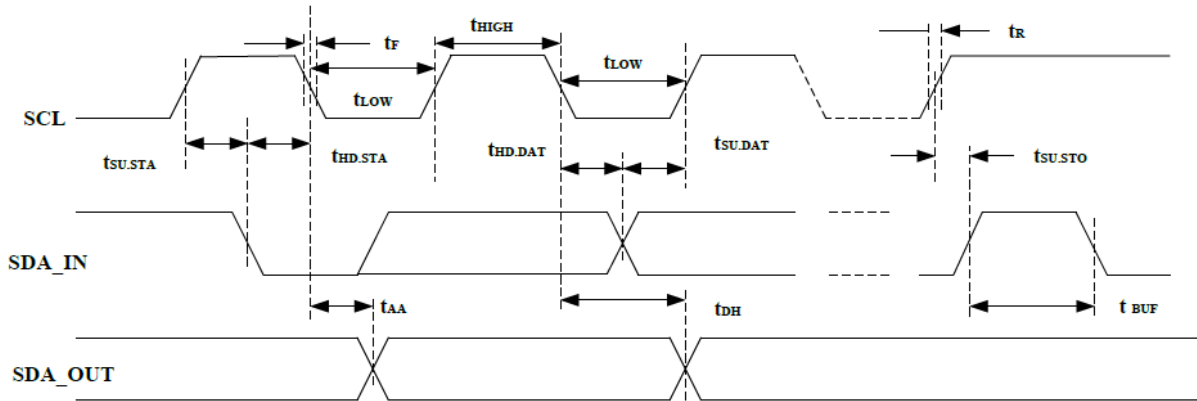 tHIGH
tF
tR
tLOW
tLOW
SCL
tSU.STA
tHD.STA
tHD.DAT
tSU.DAT
tSU.STO
SDA_IN
tAA
tDH
t BUF
SDA_OUT